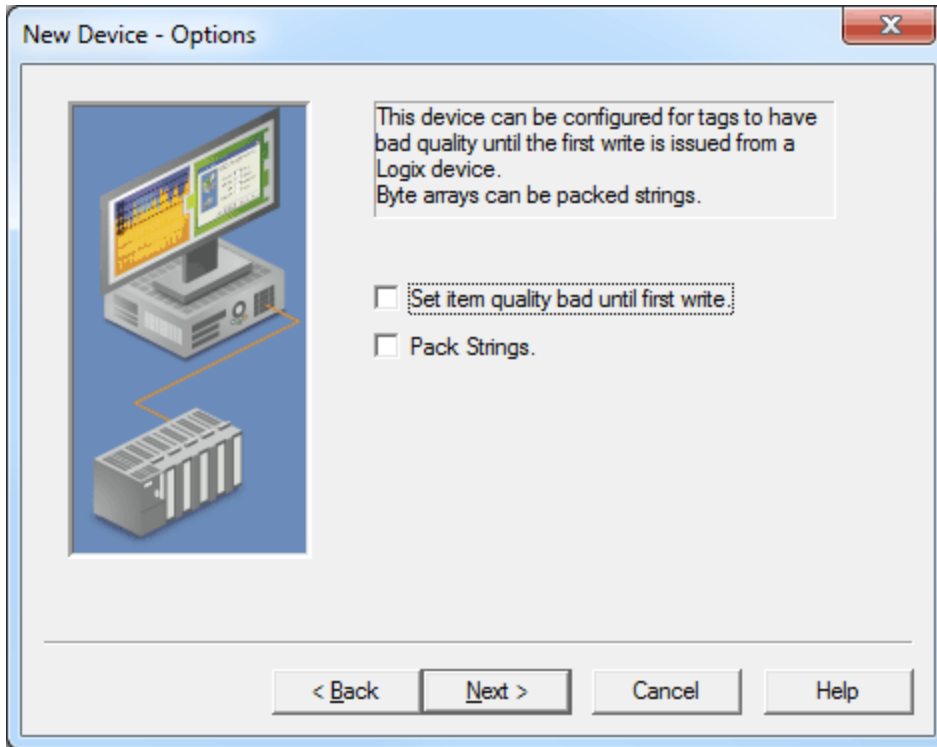 New Device - Options
This device can be configured for tags to have
bad quality until the first write is issued from a
Logix device.
Byte arrays can be packed strings.
Set item quality bad until first write.
Pack Strings.
< Back
Next >
Cancel
Help